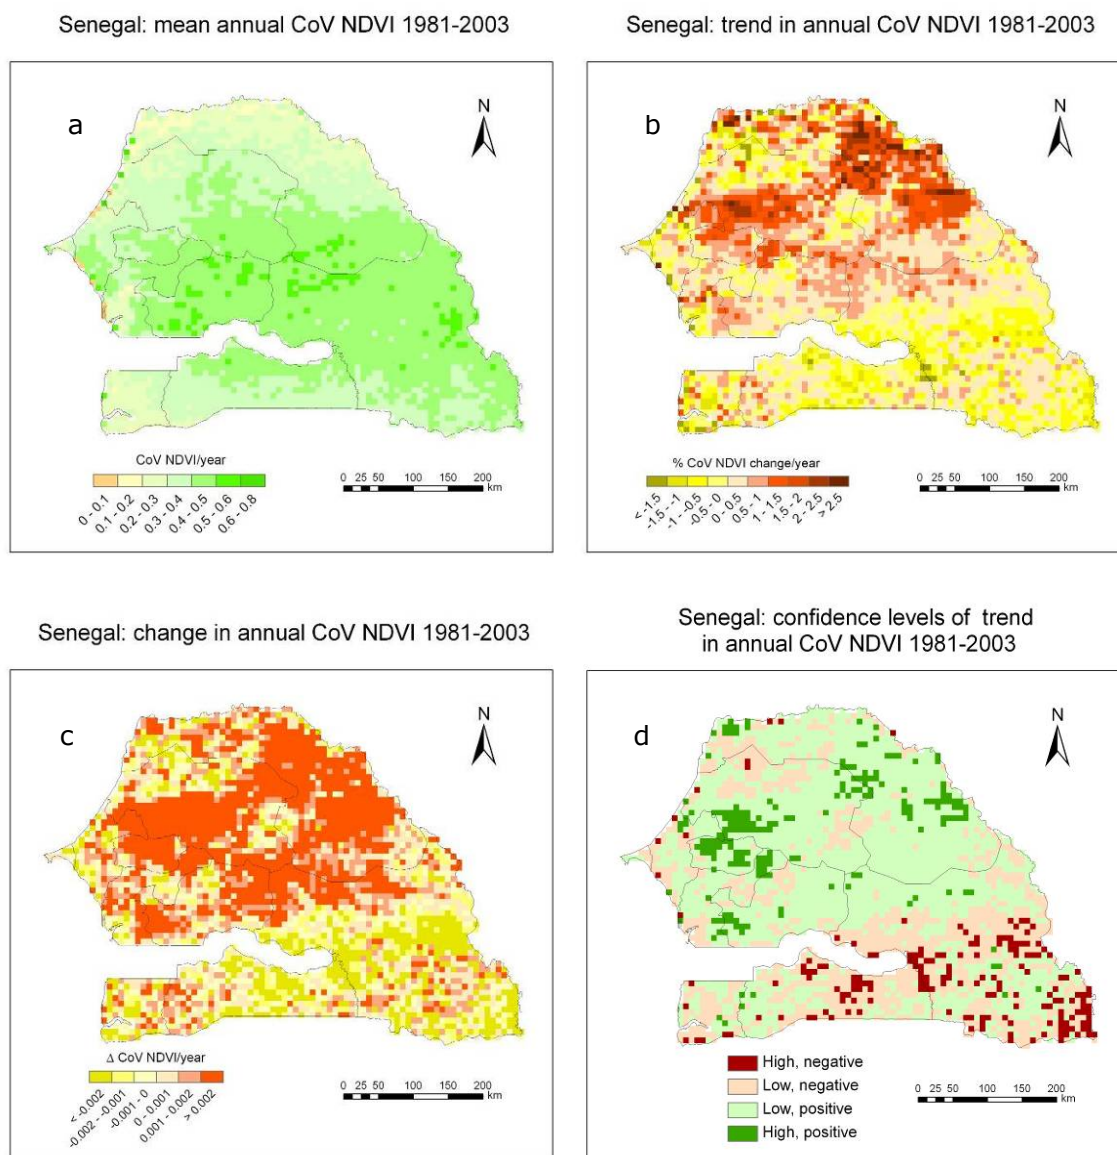 Senegal: mean annual CoV NDVI 1981-2003
a
N
CoV NDVI/year
0 - 0.1
0.1 - 0.2
0.2 - 0.3
0.3 - 0.4
0.4 - 0.5
0.5 - 0.6
0.6 - 0.8
0 25 50 100 150 200
km
Senegal: trend in annual CoV NDVI 1981-2003
b
N
% CoV NDVI change/year
< -1.5
-1.5 - -1
-1 - -0.5
-0.5 - 0
0 - 0.5
0.5 - 1
1 - 1.5
1.5 - 2
2 - 2.5
> 2.5
0 25 50 100 150 200
km
Senegal: change in annual CoV NDVI 1981-2003
c
N
Δ CoV NDVI/year
< -0.002
-0.002 - -0.001
-0.001 - 0
0 - 0.001
0.001 - 0.002
> 0.002
0 25 50 100 150 200
km
Senegal: confidence levels of trend
in annual CoV NDVI 1981-2003
d
N
High, negative
Low, negative
Low, positive
High, positive
0 25 50 100 150 200
km